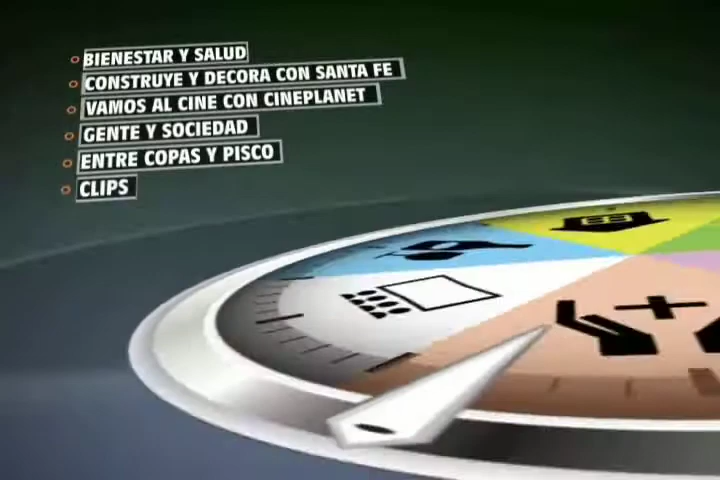 BIENESTAR Y SALUD
CONSTRUYE Y DECORA CON SANTA FE
VAMOS AL CINE CON CINEPLANET
GENTE Y SOCIEDAD
ENTRE COPAS Y PISCO
CLIPS